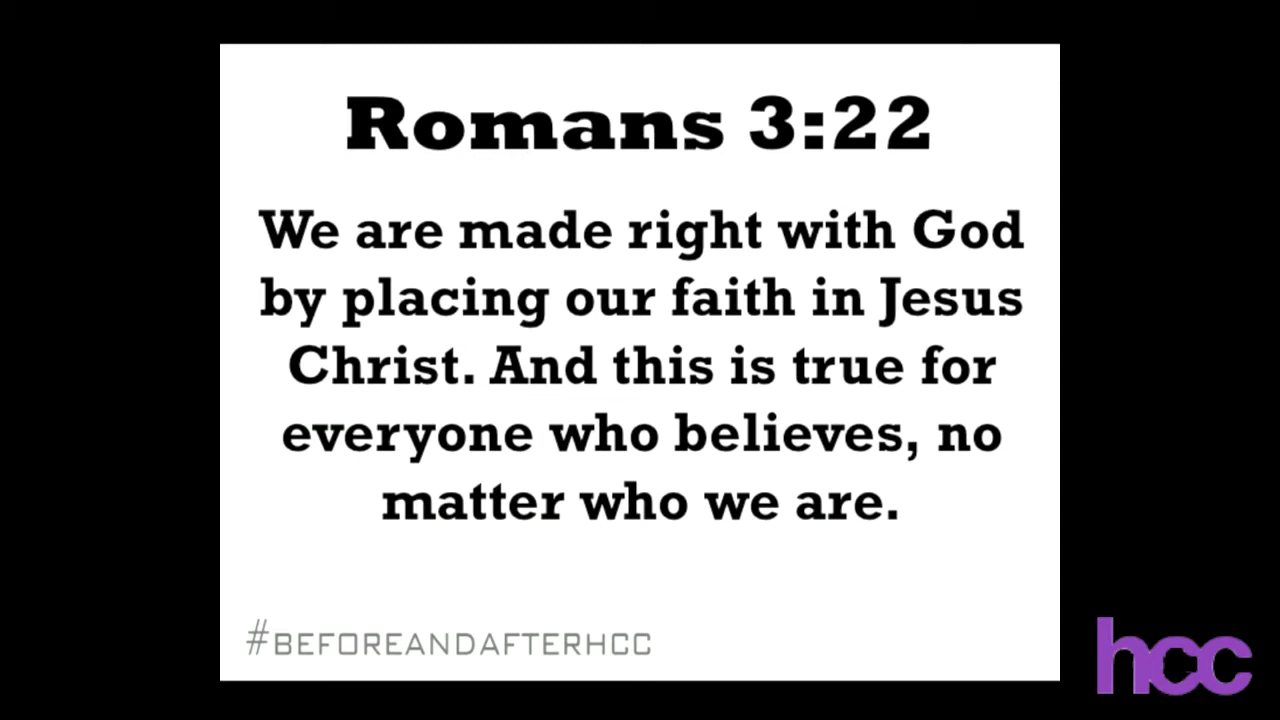 Romans 3:22
We are made right with God
by placing our faith in Jesus
Christ. And this is true for
everyone who believes, no
matter who we are.
#BEFOREANDAFTERHCC
hcc